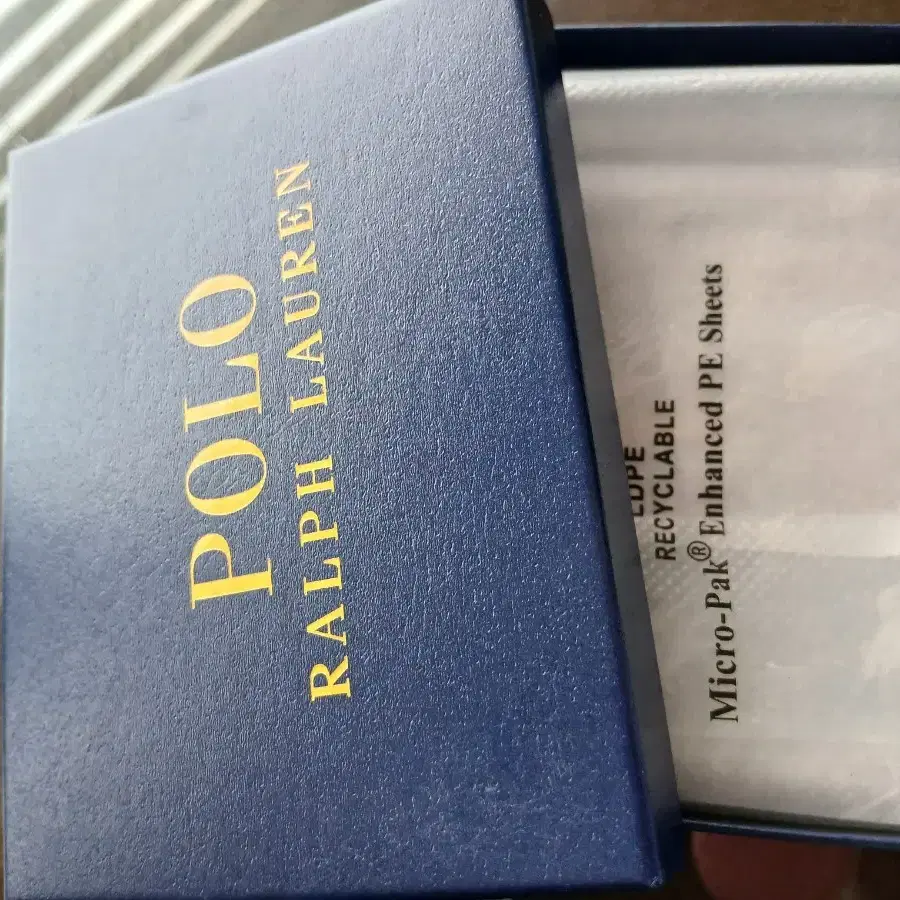 POLO
RALPH LAUREN
LDPE
RECYCLABLE
Micro-Pak® Enhanced PE Sheets